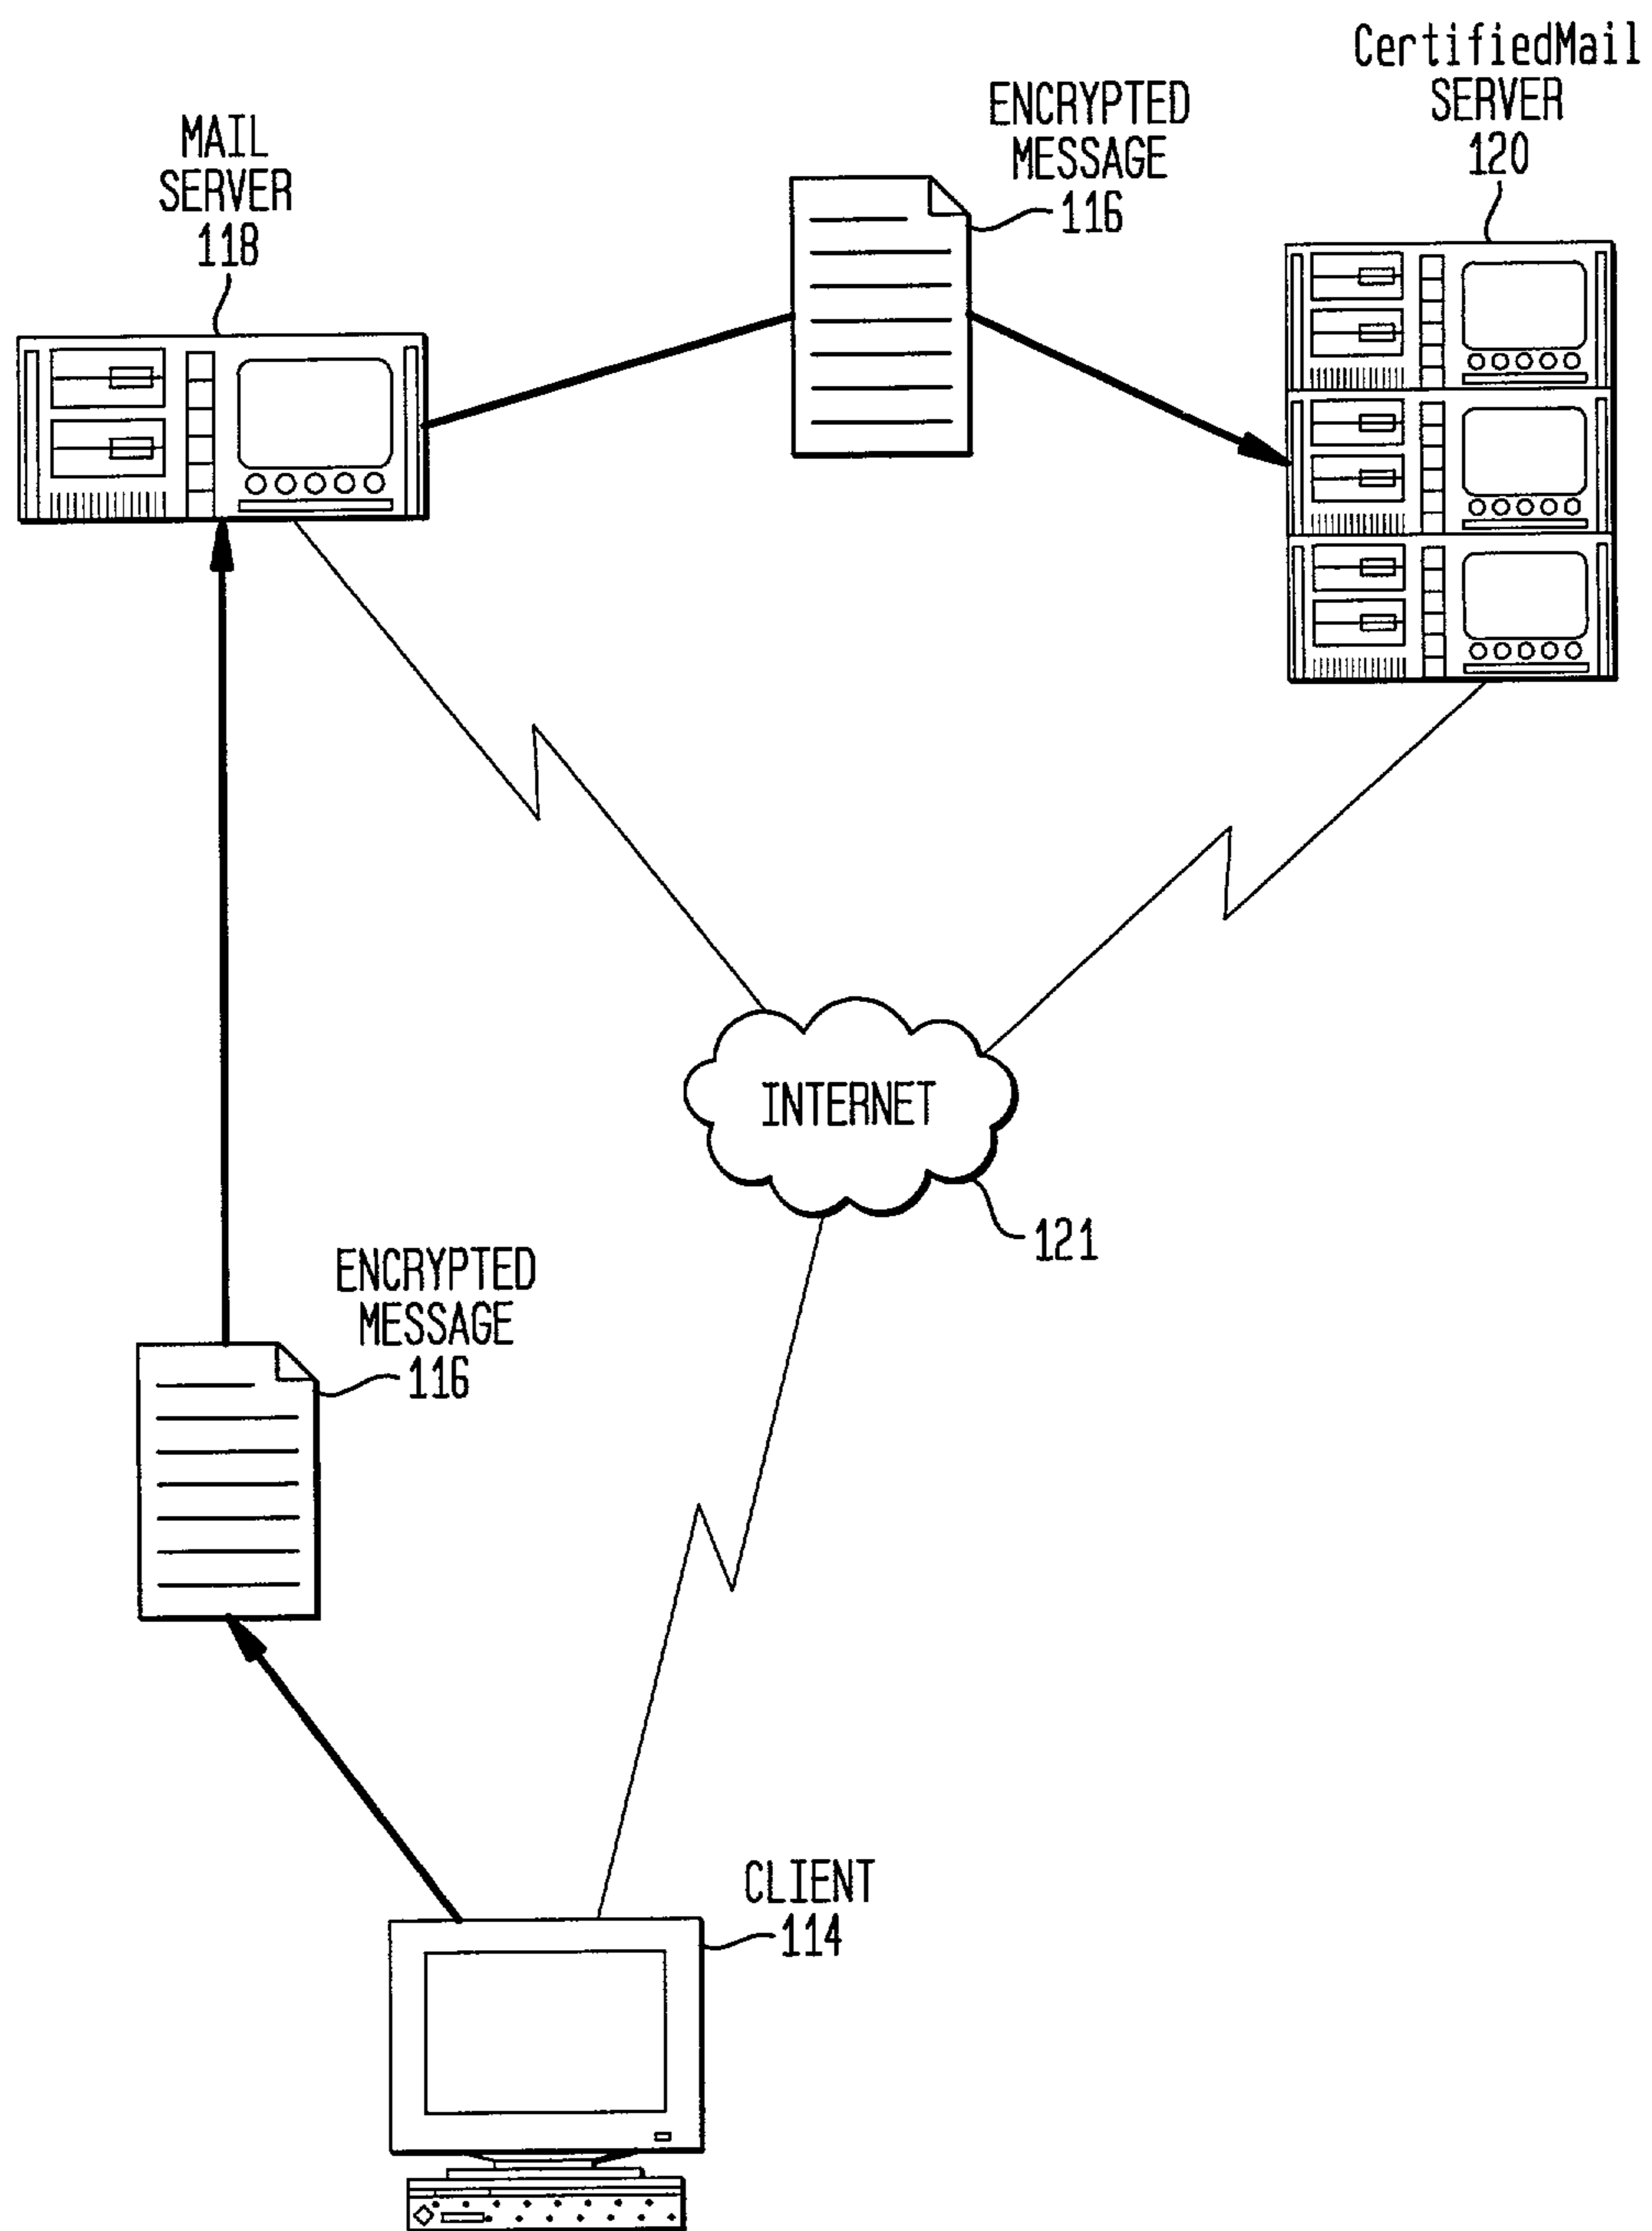 CertifiedMail
SERVER
120
ENCRYPTED
MESSAGE
116
MAIL
SERVER
118
INTERNET
121
ENCRYPTED
MESSAGE
116
CLIENT
114